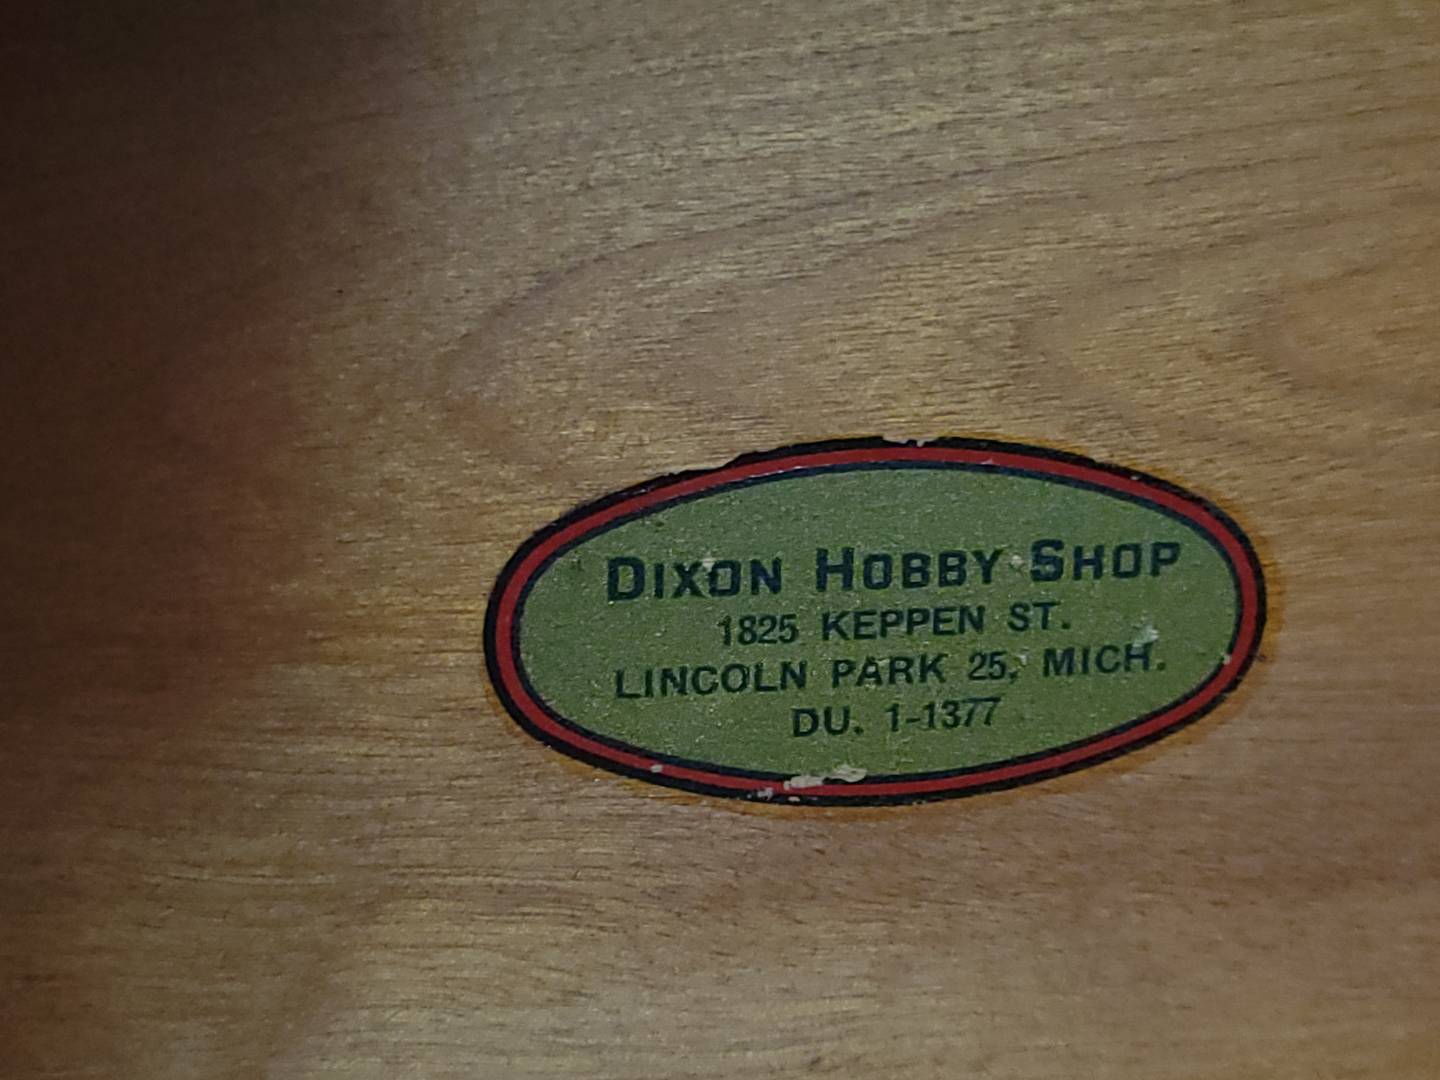 DIXON HOBBY SHOP
1825 KEPPEN ST.
LINCOLN PARK 25, MICH.
DU. 1-1377